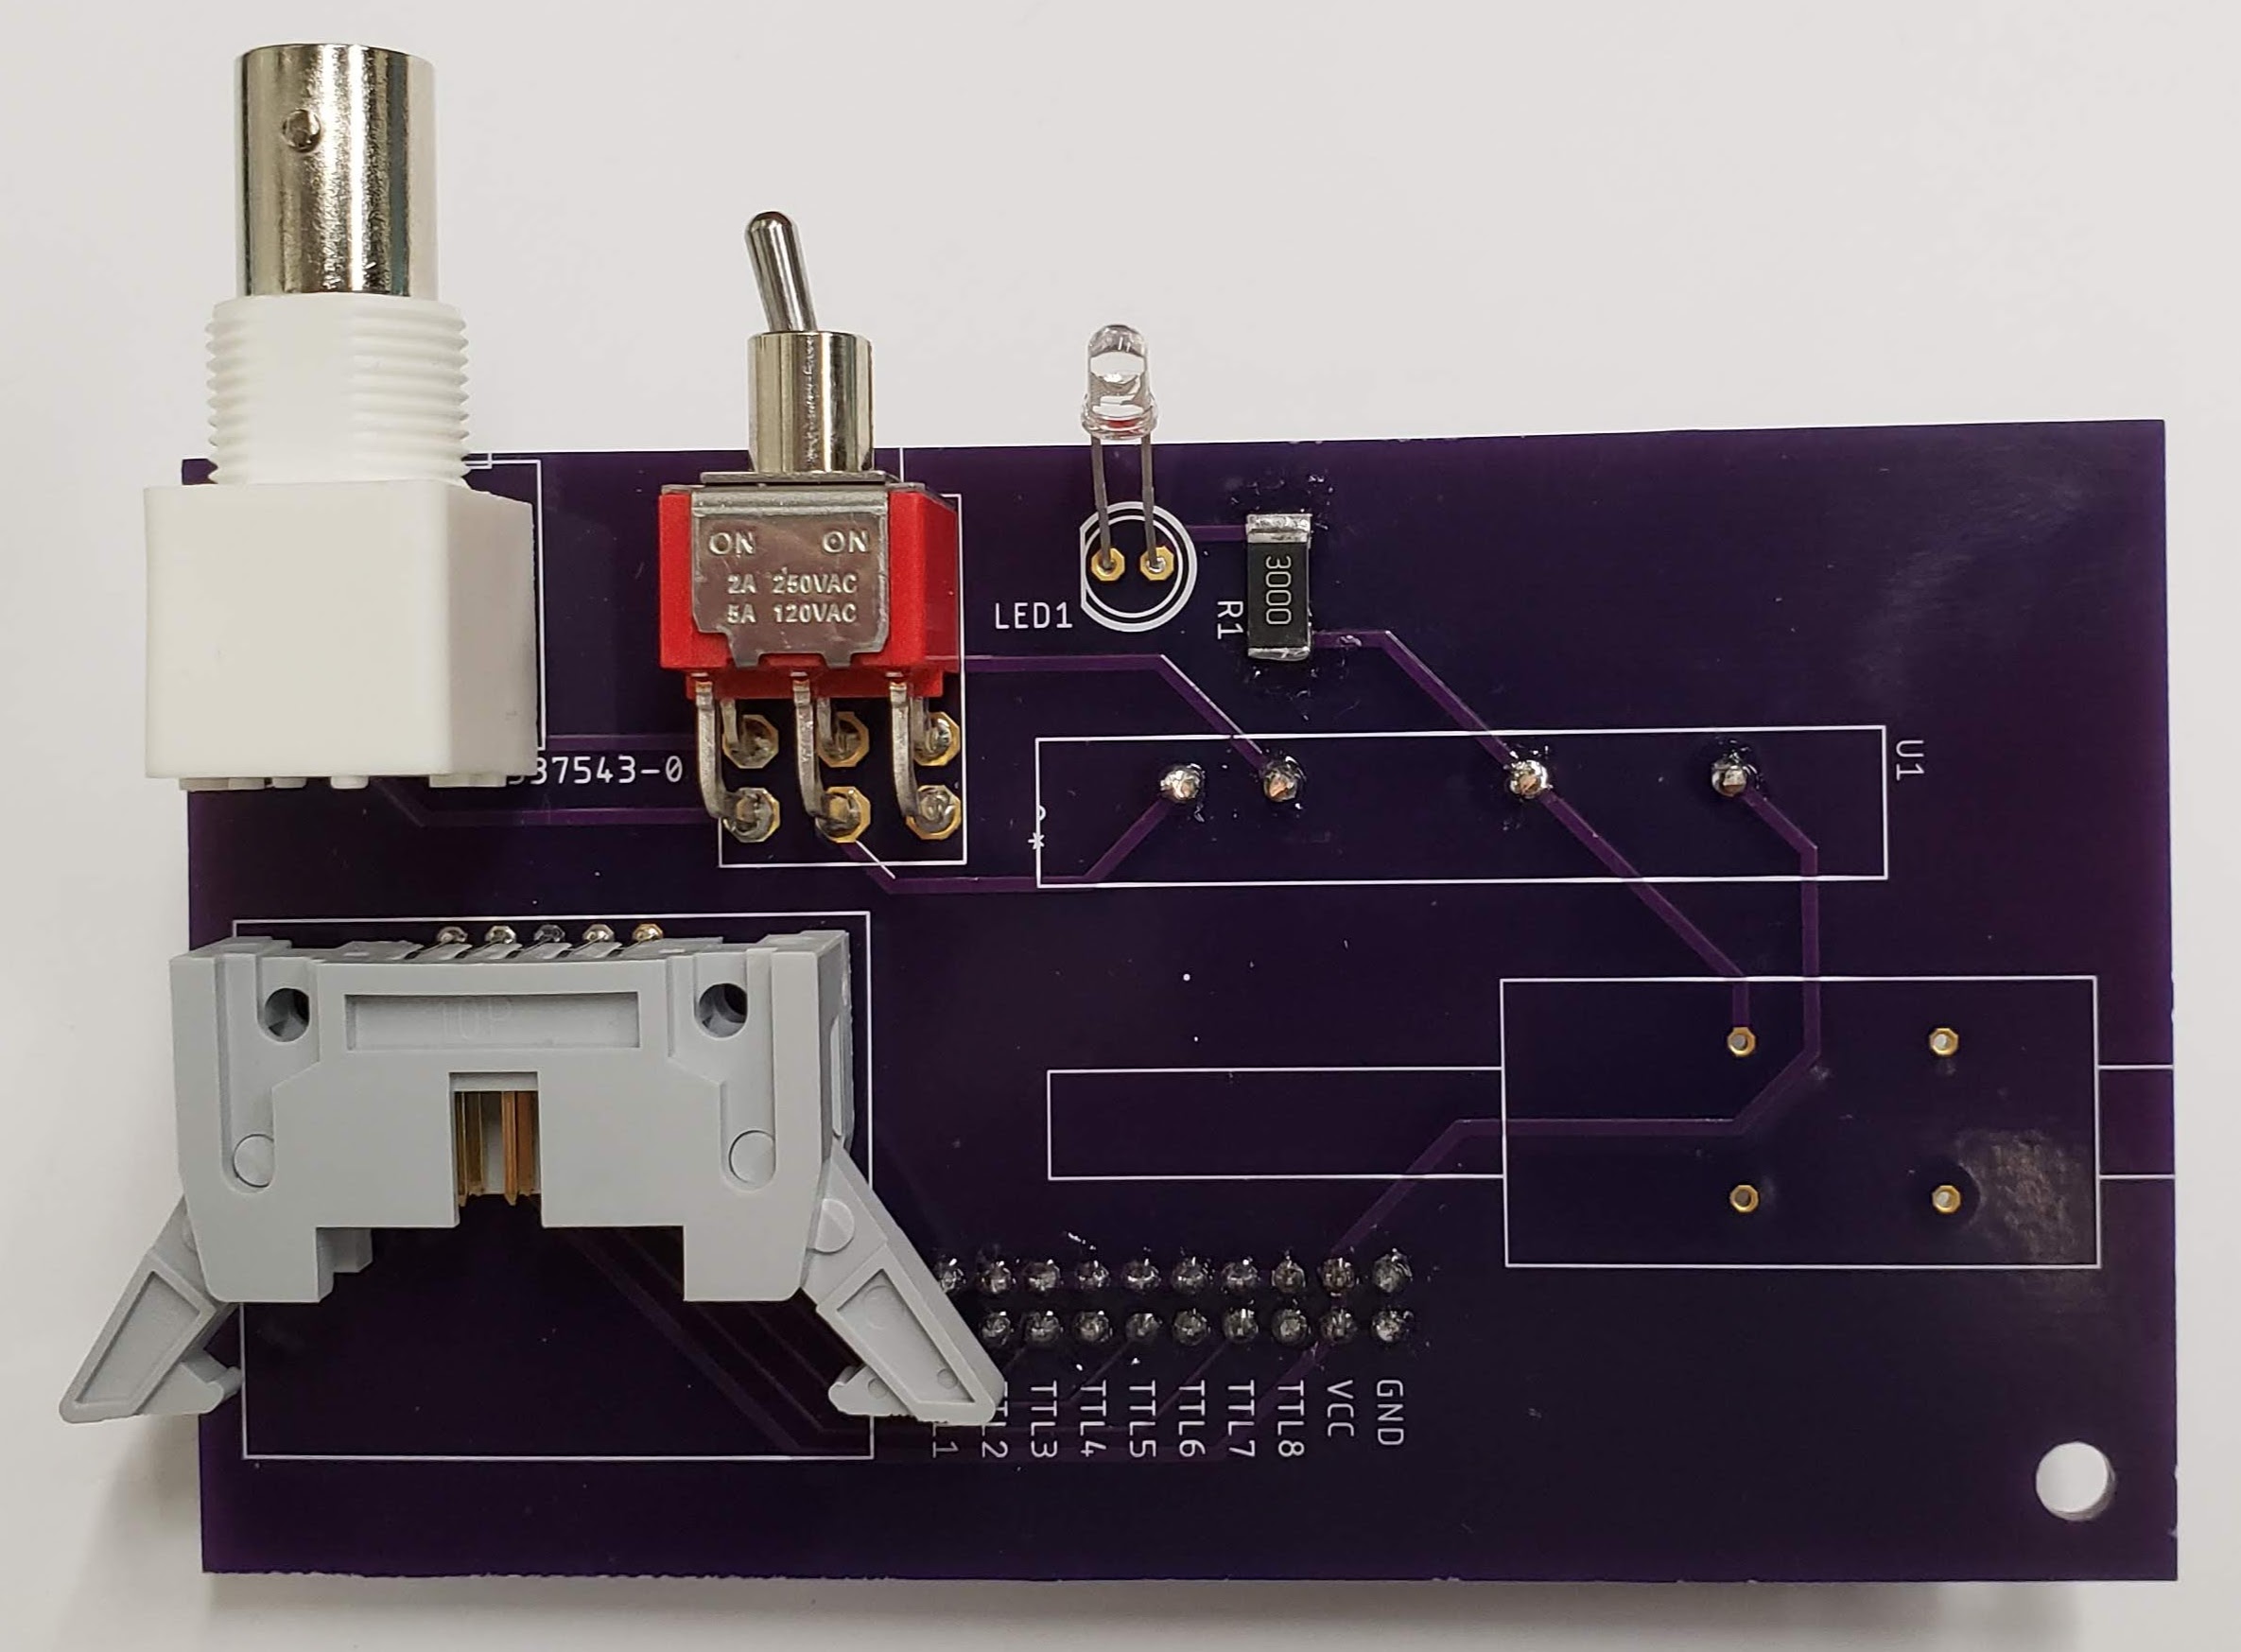 ON ON
2A 250VAC
5A 120VAC
3000
LED1
R1
U1
37543-0
*
10P
TTL3
TTL4
TTL5
TTL6
TTL7
TTL8
VCC
GND